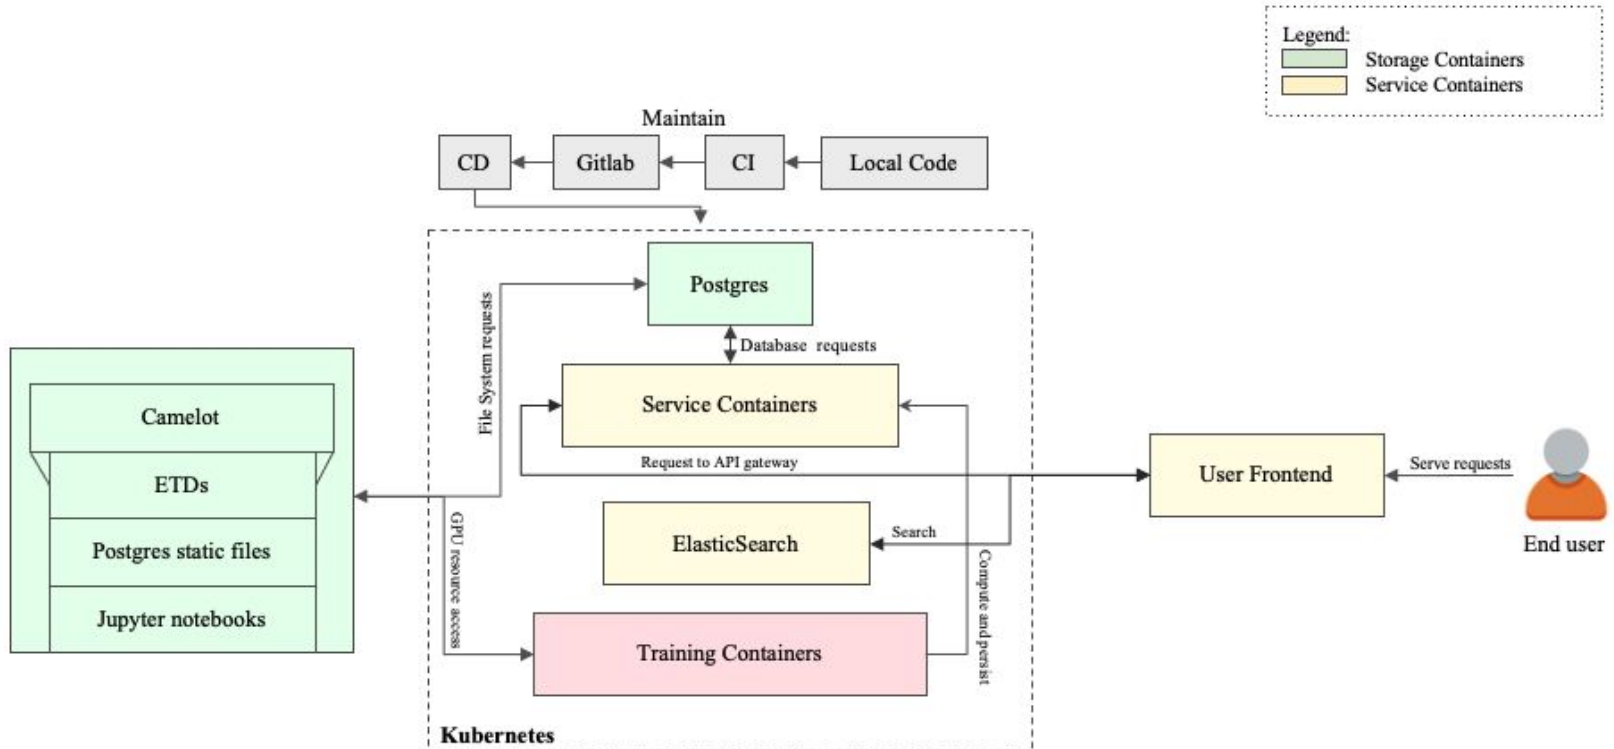 Legend:
Storage Containers
Service Containers
Maintain
CD
Gitlab
CI
Local Code
Postgres
File System requests
Database requests
Camelot
Service Containers
Request to API gateway
User Frontend
Serve requests
ETDs
GPU resource access
Search
ElasticSearch
End user
Postgres static files
Compute and persist
Jupyter notebooks
Training Containers
Kubernetes